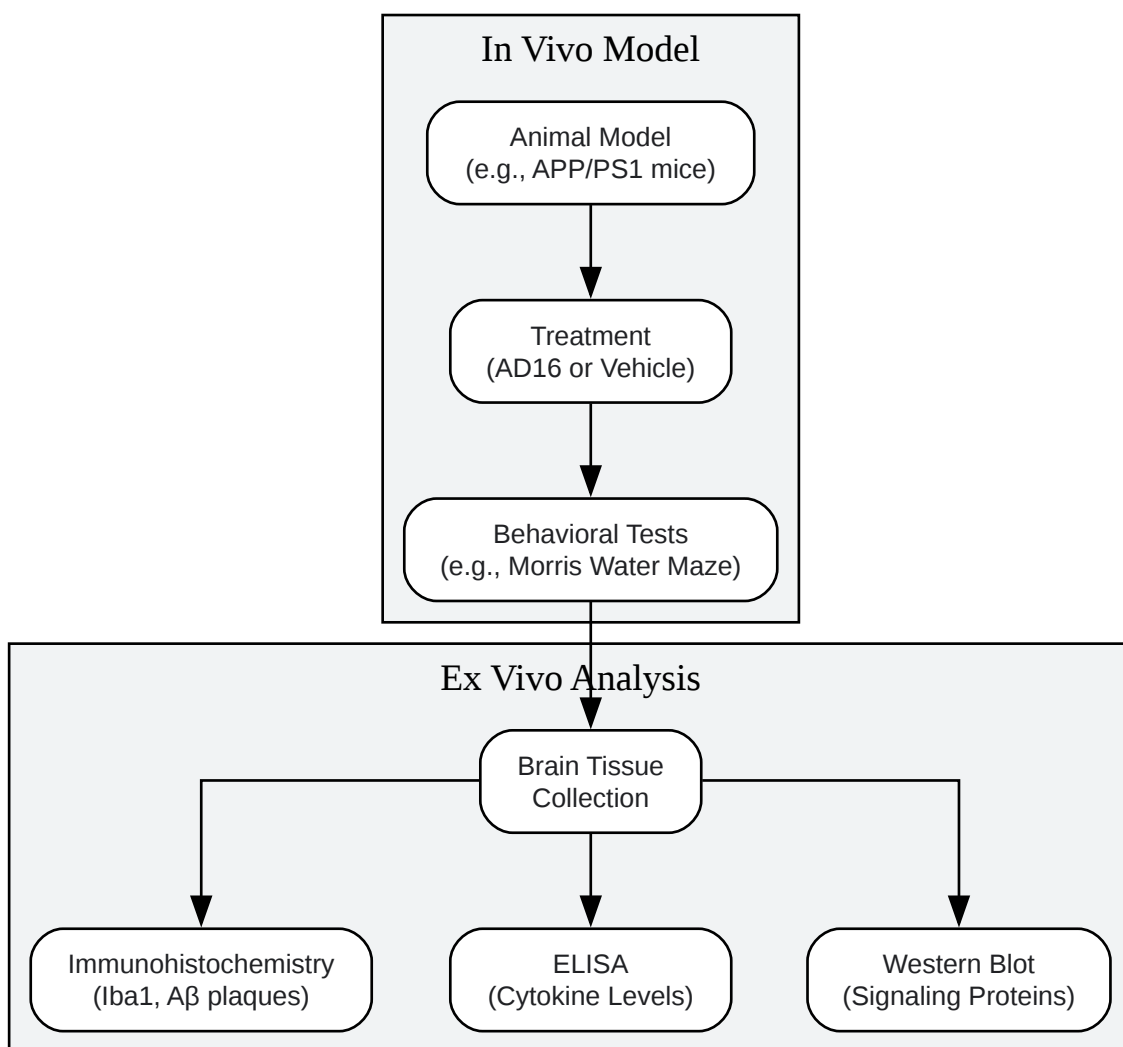 In Vivo Model
Animal Model
(e.g., APP/PS1 mice)
Treatment
(AD16 or Vehicle)
Behavioral Tests
(e.g., Morris Water Maze)
Ex Vivo Analysis
Brain Tissue
Collection
Immunohistochemistry
(Iba1, Aβ plaques)
ELISA
(Cytokine Levels)
Western Blot
(Signaling Proteins)